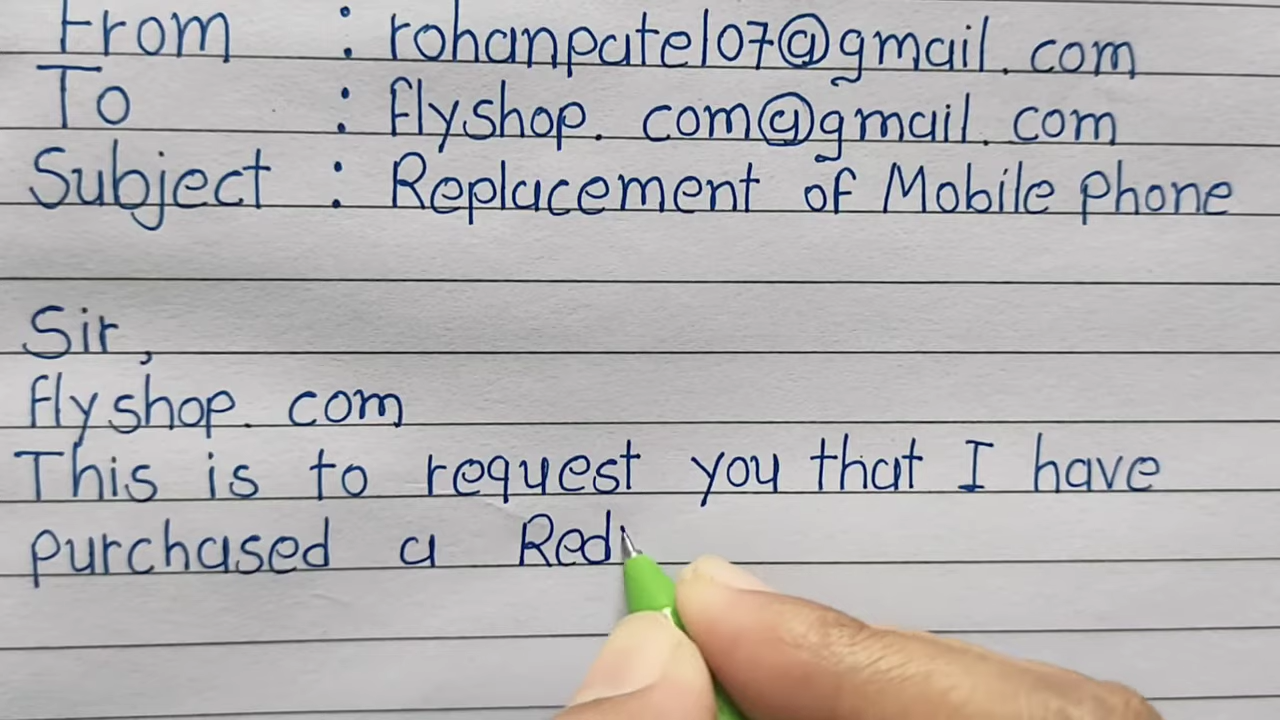 From : rohanpatel07@gmail.com
To : flyshop.com@gmail.com
Subject : Replacement of Mobile phone
Sir,
flyshop.com
This is to request you that I have
purchased a Red